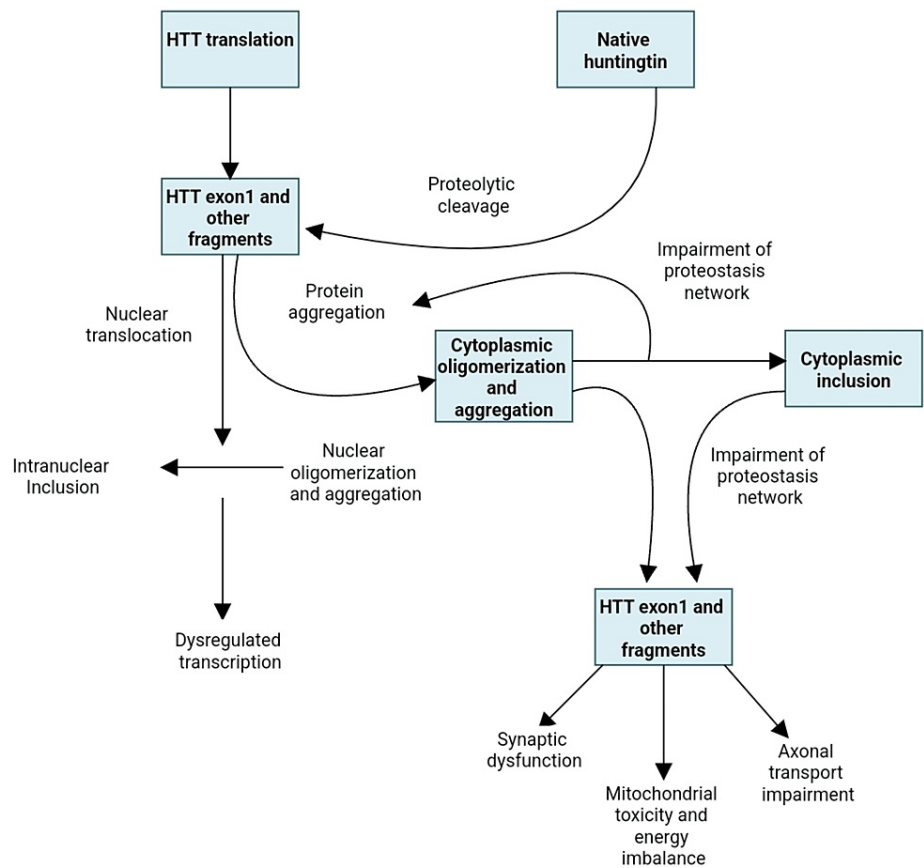 HTT translation
Native
huntingtin
HTT exon1 and
other
fragments
Proteolytic
cleavage
Impairment of
proteostasis
network
Protein
aggregation
Nuclear
translocation
Cytoplasmic
oligomerization
and
aggregation
Cytoplasmic
inclusion
Intranuclear
Inclusion
Nuclear
oligomerization
and aggregation
Impairment of
proteostasis
network
HTT exon1 and
other
fragments
Dysregulated
transcription
Synaptic
dysfunction
Mitochondrial
toxicity and
energy
imbalance
Axonal
transport
impairment